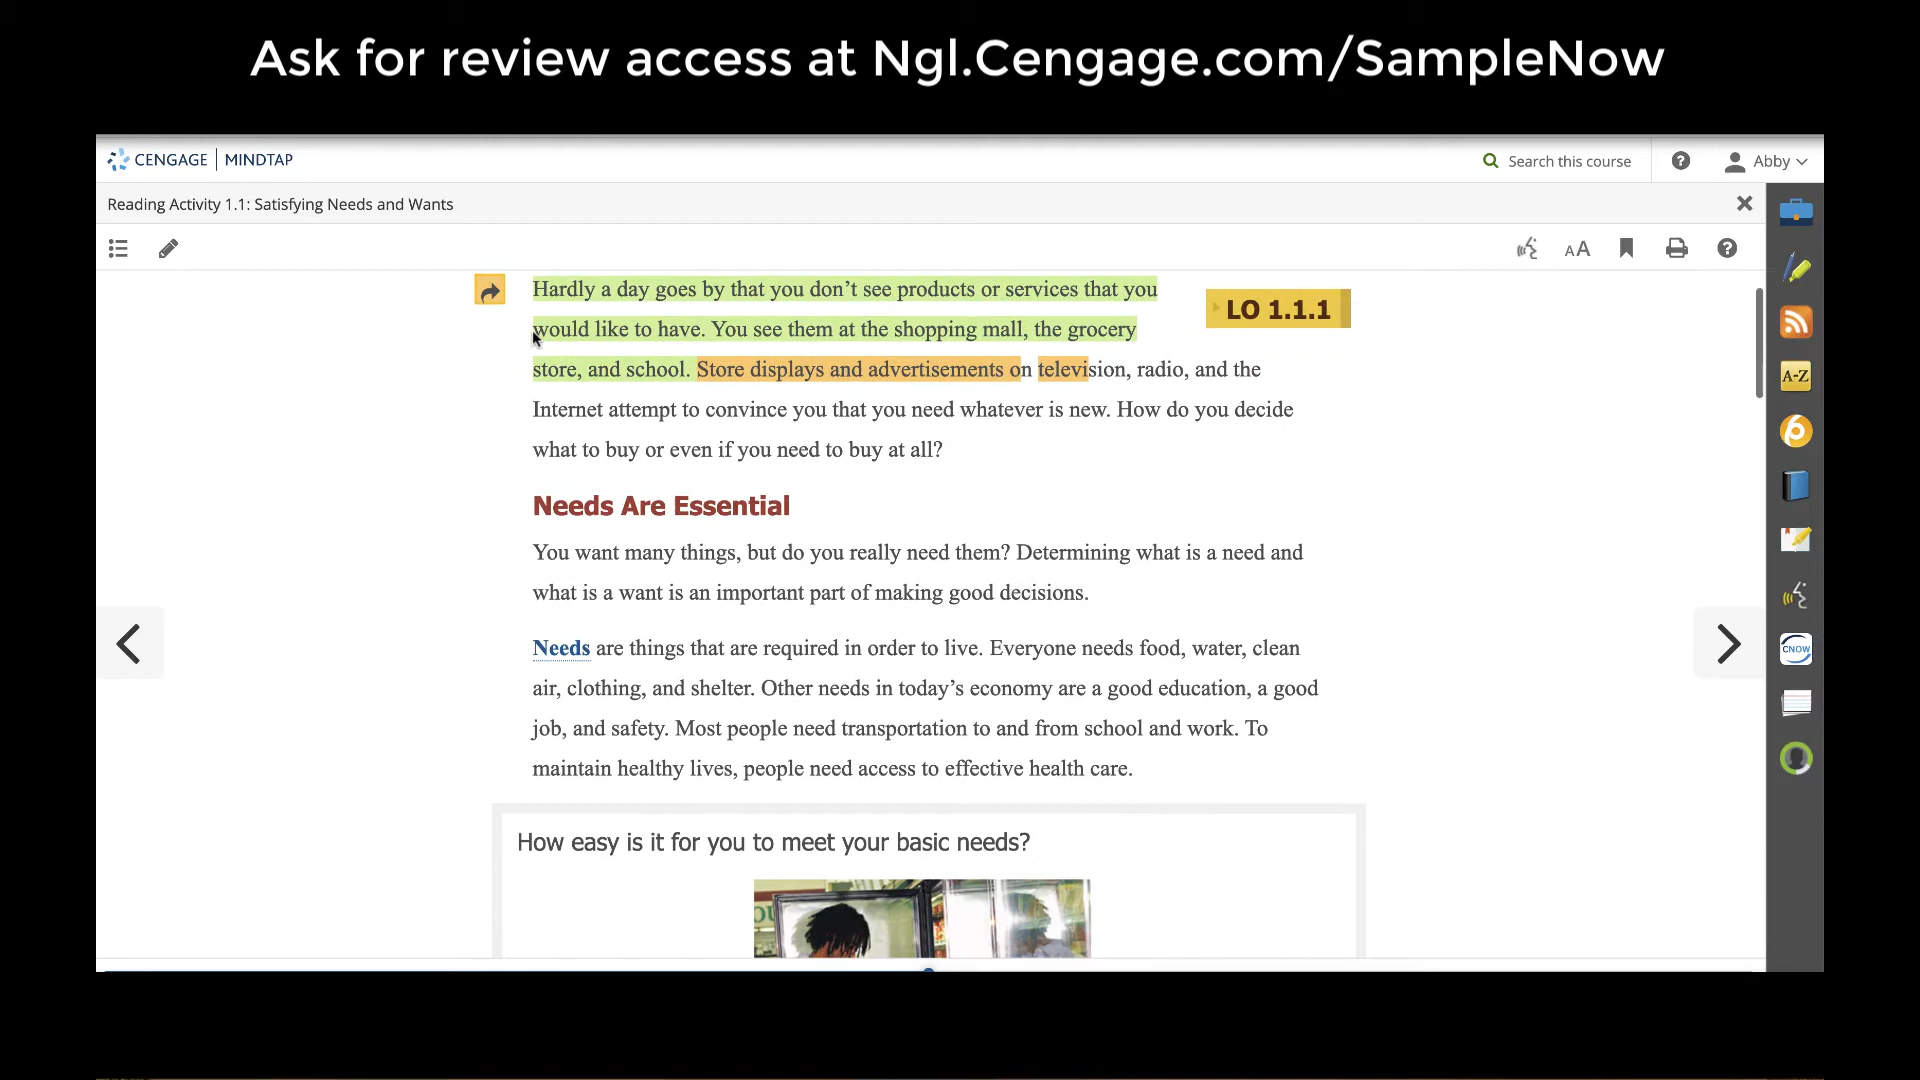 Ask for review access at Ngl.Cengage.com/SampleNow
CENGAGE | MINDTAP
Search this course
Abby
Reading Activity 1.1: Satisfying Needs and Wants
AA
Hardly a day goes by that you don’t see products or services that you
would like to have. You see them at the shopping mall, the grocery
store, and school. Store displays and advertisements on television, radio, and the
Internet attempt to convince you that you need whatever is new. How do you decide
what to buy or even if you need to buy at all?
LO 1.1.1
Needs Are Essential
You want many things, but do you really need them? Determining what is a need and
what is a want is an important part of making good decisions.
Needs are things that are required in order to live. Everyone needs food, water, clean
air, clothing, and shelter. Other needs in today’s economy are a good education, a good
job, and safety. Most people need transportation to and from school and work. To
maintain healthy lives, people need access to effective health care.
How easy is it for you to meet your basic needs?
A-Z
CNOW